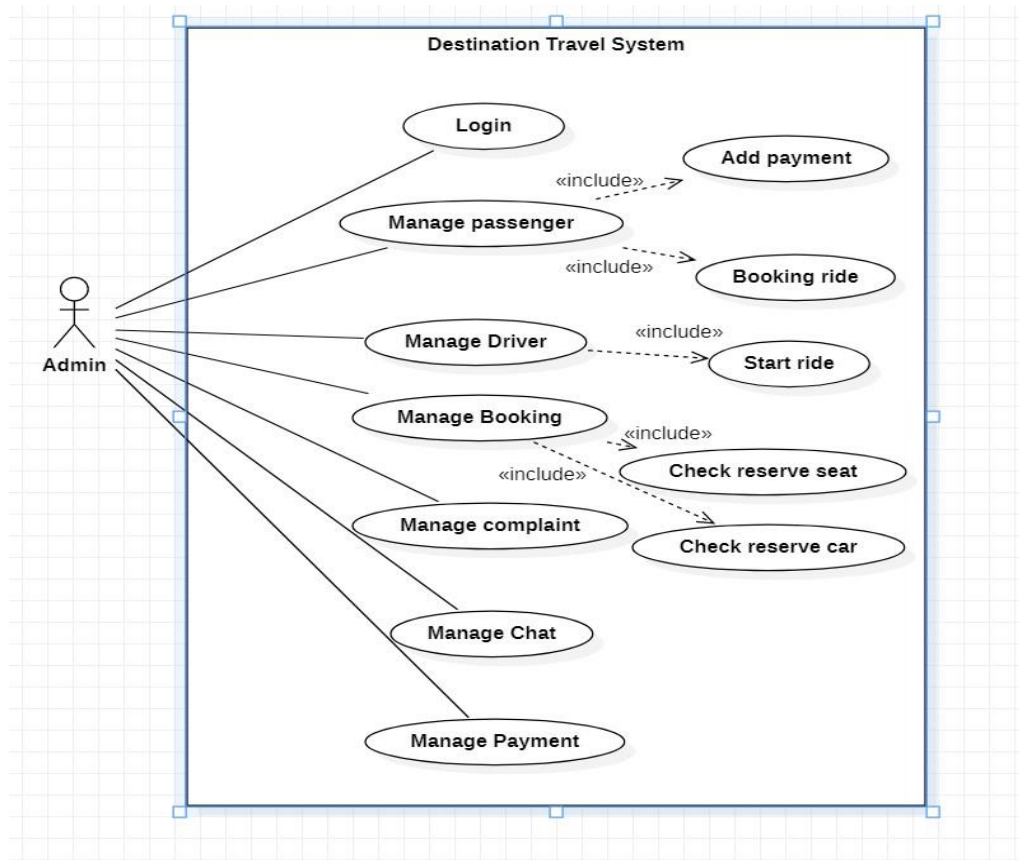 Destination Travel System
Login
Add payment
«include»
Manage passenger
«include»
Booking ride
«include»
Manage Driver
Start ride
Admin
Manage Booking
«include»
Check reserve seat
«include»
Manage complaint
Check reserve car
Manage Chat
Manage Payment